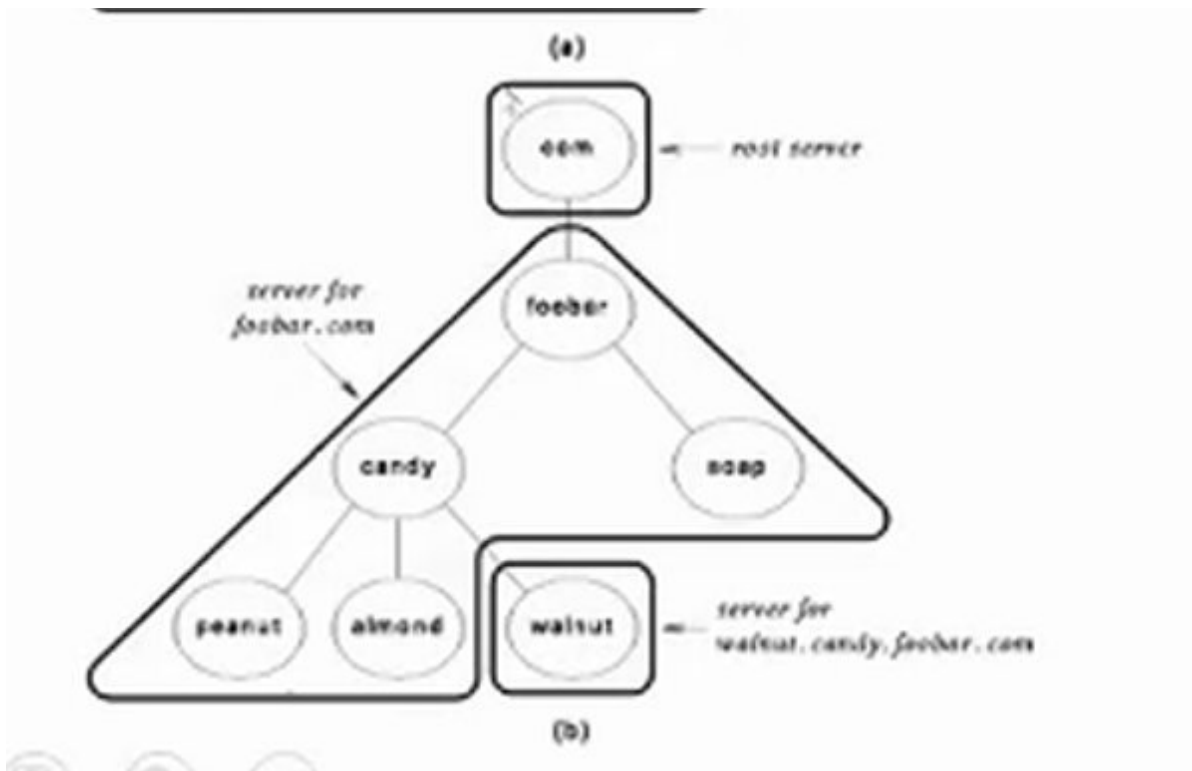 (a)
com
root server
server for
foobar.com
foobar
candy
soap
peanut
almond
walnut
server for
walnut.candy.foobar.com
(b)